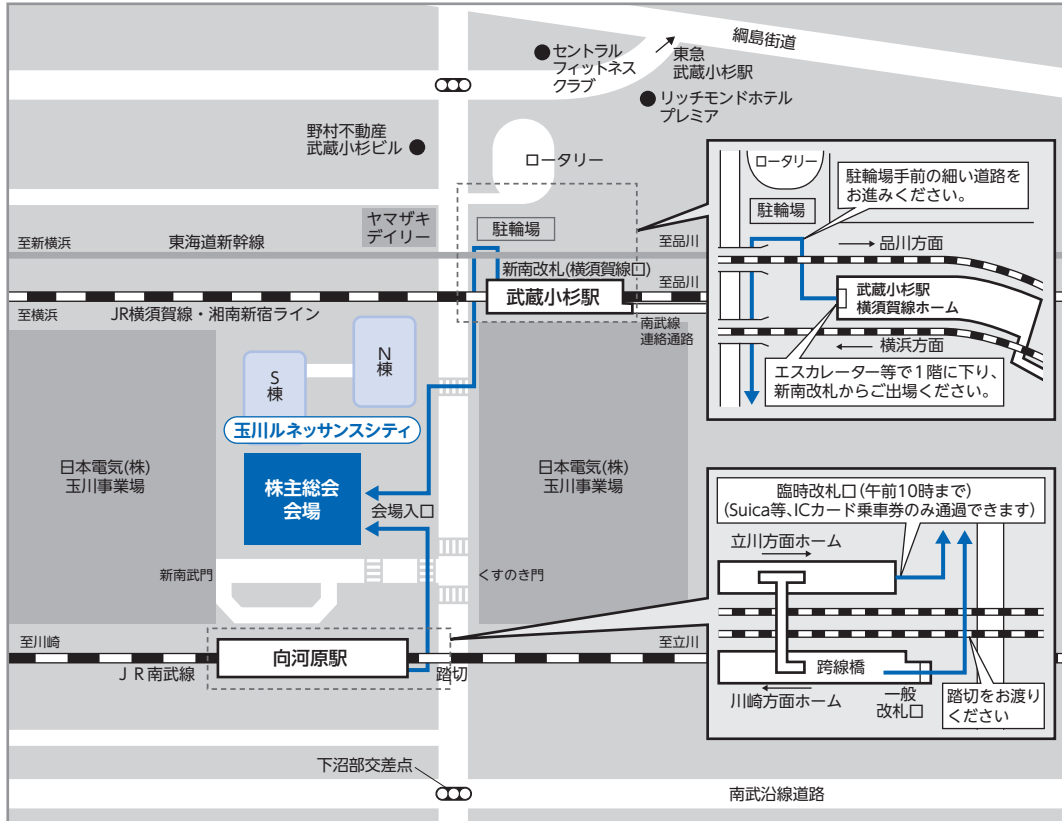 綱島街道
セントラル
フィットネス
クラブ
東急
武蔵小杉駅
リッチモンドホテル
プレミア
野村不動産
武蔵小杉ビル
ロータリー
ヤマザキ
デイリー
駐輪場
至新横浜
東海道新幹線
至品川
新南改札(横須賀線口)
武蔵小杉駅
至品川
至横浜
JR横須賀線・湘南新宿ライン
南武線
連絡通路
N棟
S棟
玉川ルネッサンスシティ
日本電気(株)
玉川事業場
株主総会
会場
会場入口
日本電気(株)
玉川事業場
新南武門
くすのき門
至川崎
向河原駅
至立川
JR南武線
踏切
下沼部交差点
南武沿線道路
ロータリー
駐輪場手前の細い道路を
お進みください。
駐輪場
品川方面
武蔵小杉駅
横須賀線ホーム
横浜方面
エスカレーター等で1階に下り、
新南改札からご出場ください。
臨時改札口(午前10時まで)
(Suica等、ICカード乗車券のみ通過できます)
立川方面ホーム
跨線橋
川崎方面ホーム
一般
改札口
踏切をお渡り
ください